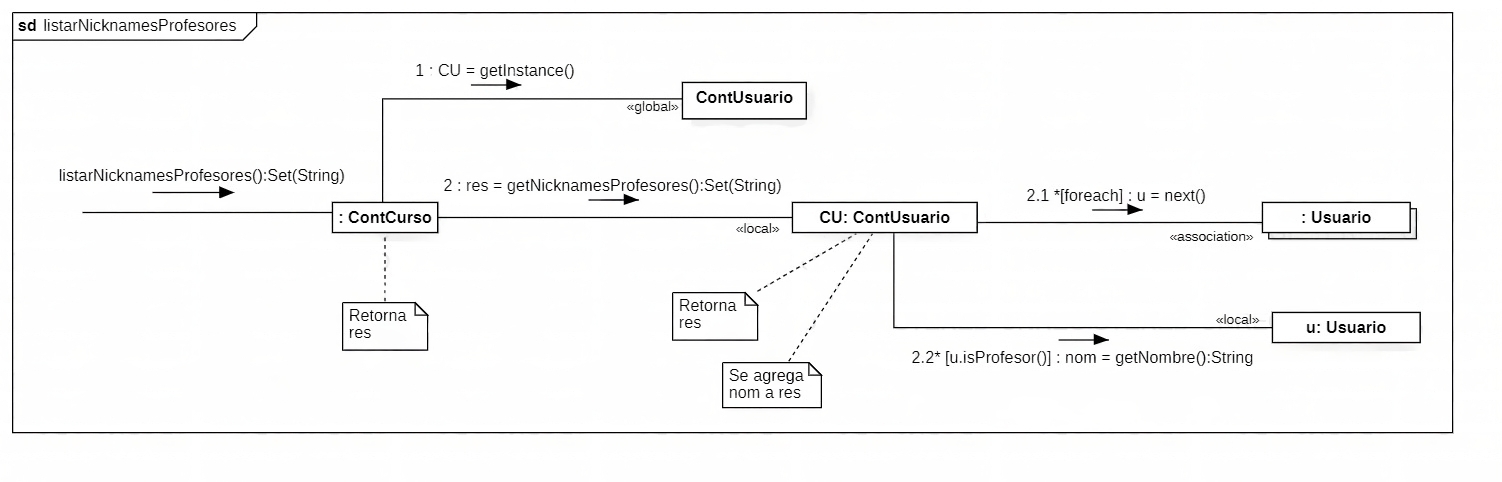 sd listarNicknamesProfesores
1 : CU = getInstance()
ContUsuario
«global»
listarNicknamesProfesores():Set(String)
2 : res = getNicknamesProfesores():Set(String)
2.1 *[foreach] : u = next()
: ContCurso
CU: ContUsuario
: Usuario
«local»
«association»
Retorna
res
Retorna
res
«local»
u: Usuario
2.2* [u.isProfesor()] : nom = getNombre():String
Se agrega
nom a res